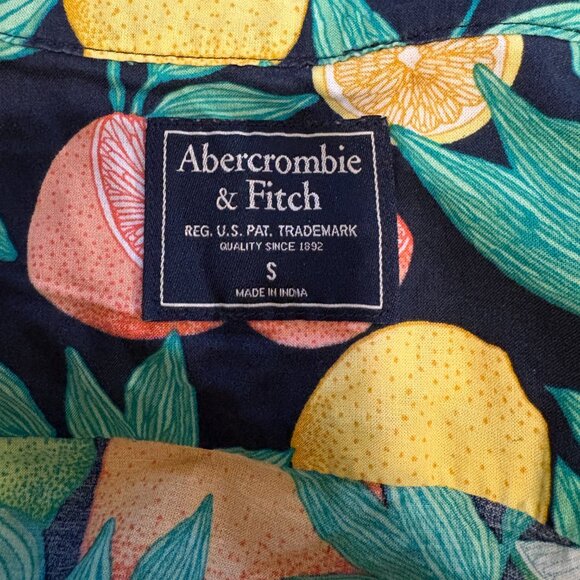 Abercrombie
& Fitch
REG. U.S. PAT. TRADEMARK
QUALITY SINCE 1892
S
MADE IN INDIA